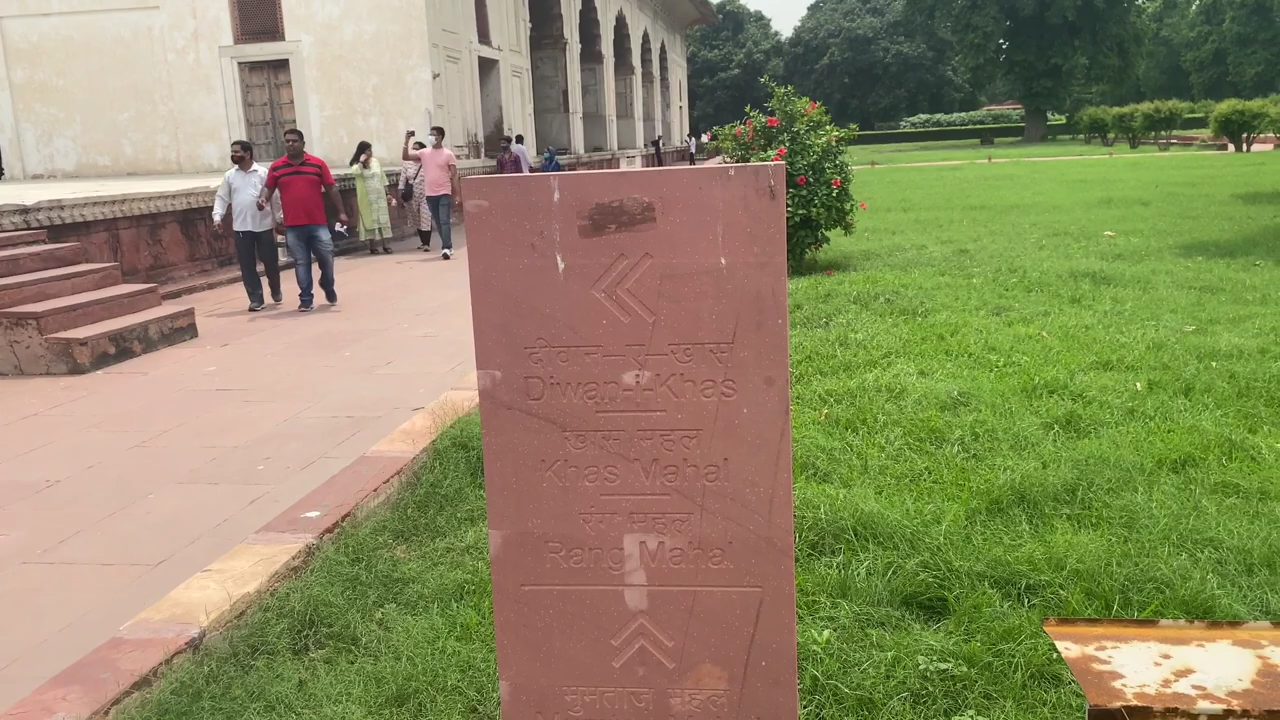 दीवान–ए–खास
Diwan-i-Khas
खास महल
Khas Mahal
रंग महल
Rang Mahal
मुमताज़ महल